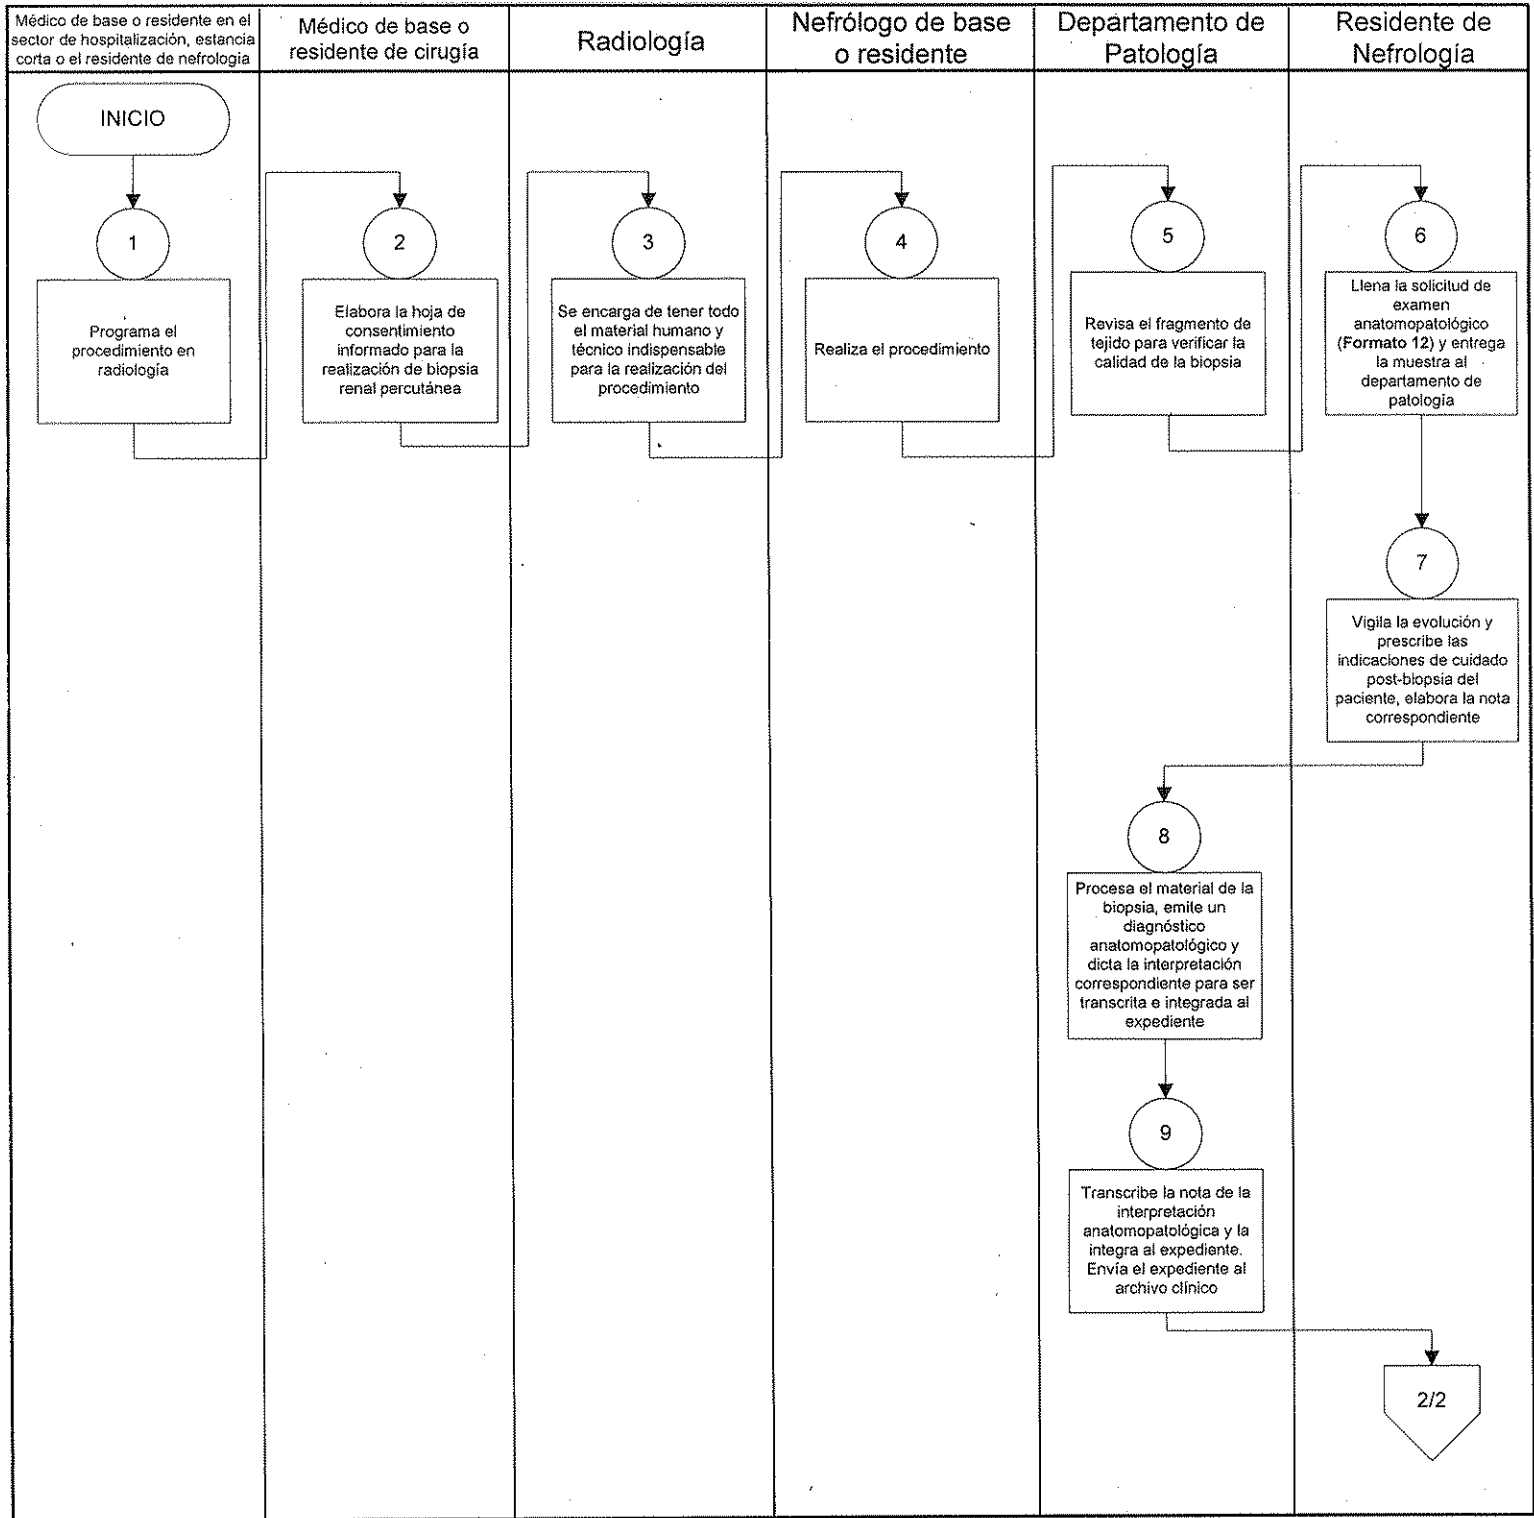 Médico de base o residente en el
sector de hospitalización, estancia
corta o el residente de nefrología
Médico de base o
residente de cirugía
Radiología
Nefrólogo de base
o residente
Departamento de
Patología
Residente de
Nefrología
INICIO
1
Programa el
procedimiento en
radiología
2
Elabora la hoja de
consentimiento
informado para la
realización de biopsia
renal percutánea
3
Se encarga de tener todo
el material humano y
técnico indispensable
para la realización del
procedimiento
4
Realiza el procedimiento
5
Revisa el fragmento de
tejido para verificar la
calidad de la biopsia
6
Llena la solicitud de
examen
anatomopatológico
(Formato 12) y entrega
la muestra al
departamento de
patología
7
Vigila la evolución y
prescribe las
indicaciones de cuidado
post-biopsia del
paciente, elabora la nota
correspondiente
8
Procesa el material de la
biopsia, emite un
diagnóstico
anatomopatológico y
dicta la interpretación
correspondiente para ser
transcrita e integrada al
expediente
9
Transcribe la nota de la
interpretación
anatomopatológica y la
integra al expediente.
Envía el expediente al
archivo clínico
2/2